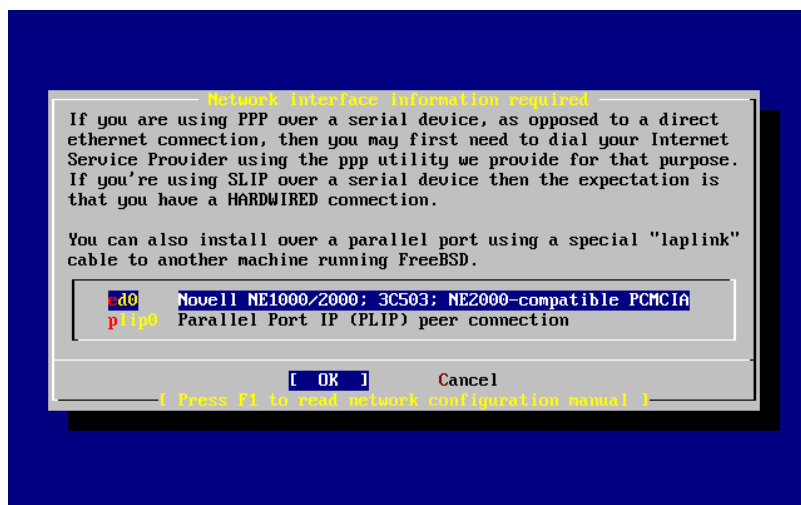 Network interface information required
If you are using PPP over a serial device, as opposed to a direct
ethernet connection, then you may first need to dial your Internet
Service Provider using the ppp utility we provide for that purpose.
If you're using SLIP over a serial device then the expectation is
that you have a HARDWIRED connection.
You can also install over a parallel port using a special "laplink"
cable to another machine running FreeBSD.
ed0 Novell NE1000/2000; 3C503; NE2000-compatible PCMCIA
plip0 Parallel Port IP (PLIP) peer connection
[ OK ] Cancel
[ Press F1 to read network configuration manual ]